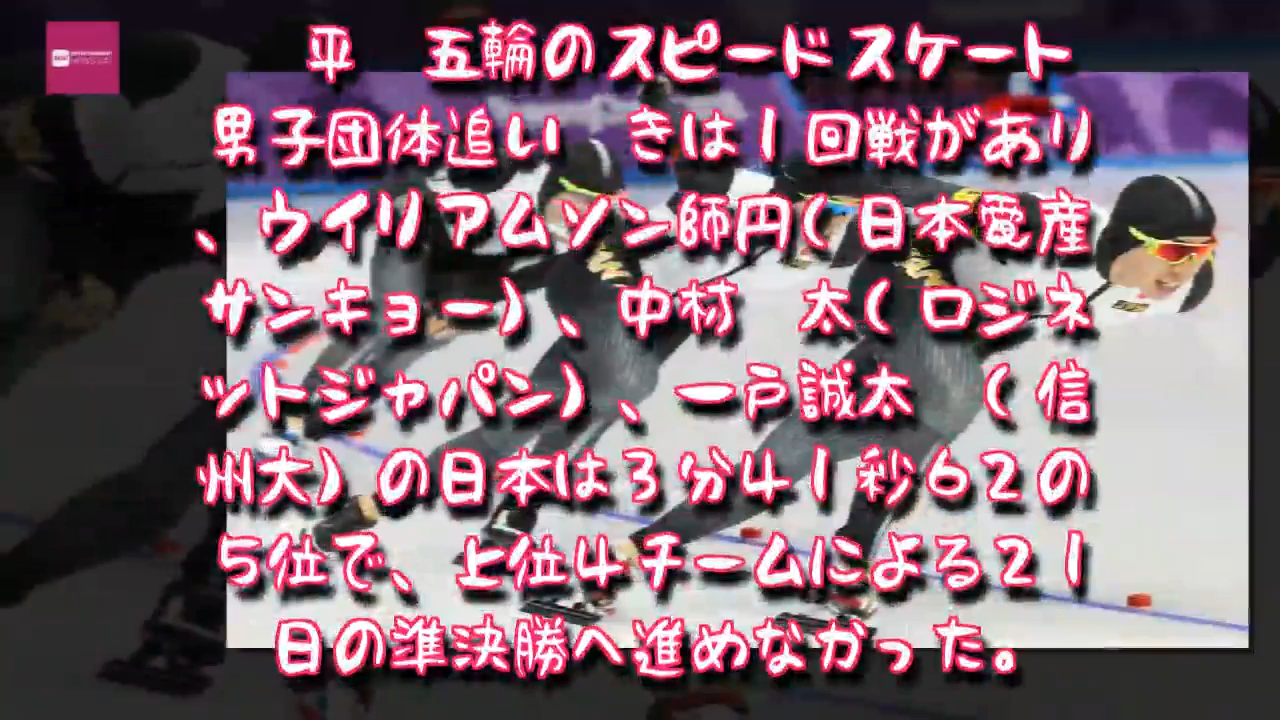 平　五輪のスピードスケート
男子団体追い　きは１回戦があり
、ウイリアムソン師円（日本電産
サンキョー）、中村　太（ロジネ
ットジャパン）、一戸誠太　（信
州大）の日本は３分４１秒６２の
５位で、上位４チームによる２１
日の準決勝へ進めなかった。